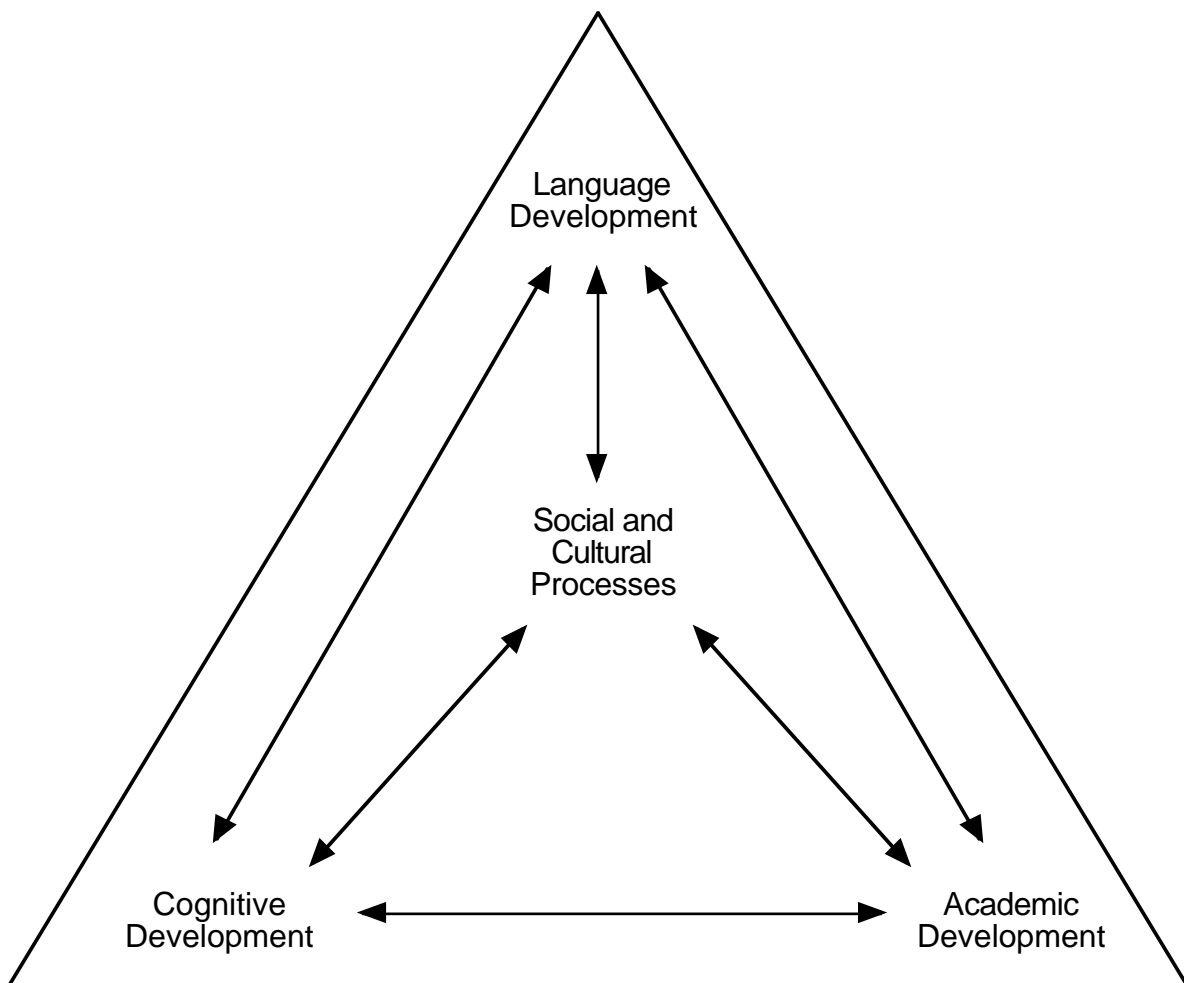 Language
Development
Social and
Cultural
Processes
Cognitive
Development
Academic
Development